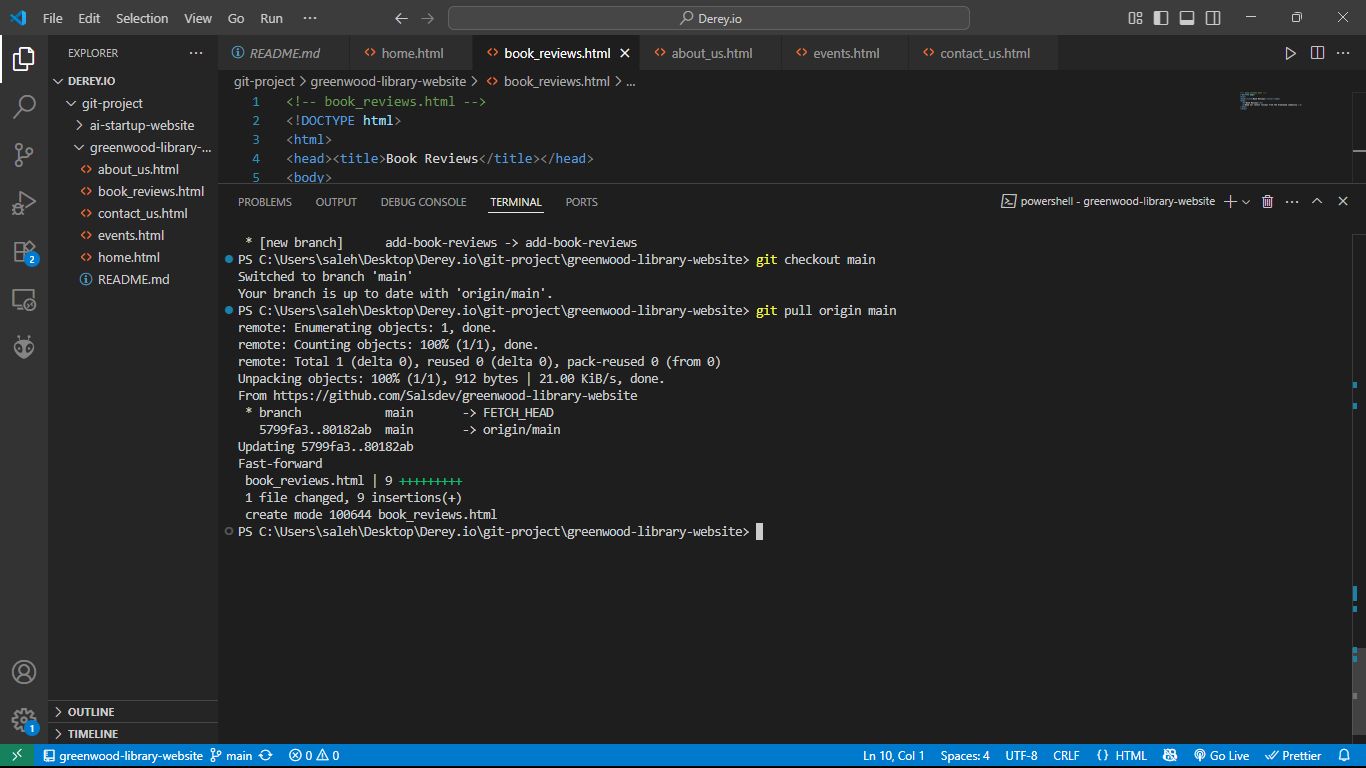 File Edit Selection View Go Run ··· Derey.io
EXPLORER ···
DEREY.IO
git-project
ai-startup-website
greenwood-library-...
about_us.html
book_reviews.html
contact_us.html
events.html
home.html
README.md
OUTLINE
TIMELINE
2
1
README.md home.html book_reviews.html about_us.html events.html contact_us.html
git-project > greenwood-library-website > book_reviews.html > ...
1 <!-- book_reviews.html -->
2 <!DOCTYPE html>
3 <html>
4 <head><title>Book Reviews</title></head>
5 <body>
PROBLEMS OUTPUT DEBUG CONSOLE TERMINAL PORTS powershell - greenwood-library-website
* [new branch] add-book-reviews -> add-book-reviews
PS C:\Users\saleh\Desktop\Derey.io\git-project\greenwood-library-website> git checkout main
Switched to branch 'main'
Your branch is up to date with 'origin/main'.
PS C:\Users\saleh\Desktop\Derey.io\git-project\greenwood-library-website> git pull origin main
remote: Enumerating objects: 1, done.
remote: Counting objects: 100% (1/1), done.
remote: Total 1 (delta 0), reused 0 (delta 0), pack-reused 0 (from 0)
Unpacking objects: 100% (1/1), 912 bytes | 21.00 KiB/s, done.
From https://github.com/Salsdev/greenwood-library-website
* branch main -> FETCH_HEAD
5799fa3..80182ab main -> origin/main
Updating 5799fa3..80182ab
Fast-forward
book_reviews.html | 9 +++++++++
1 file changed, 9 insertions(+)
create mode 100644 book_reviews.html
PS C:\Users\saleh\Desktop\Derey.io\git-project\greenwood-library-website>
greenwood-library-website main 0 0 Ln 10, Col 1 Spaces: 4 UTF-8 CRLF {} HTML Go Live Prettier